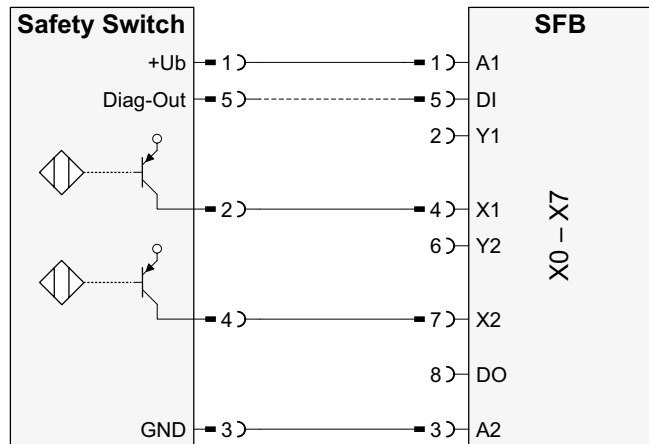 Safety Switch SFB
+Ub 1 1 A1
Diag-Out 5 5 DI
2 Y1
2 4 X1
6 Y2
X0 – X7
4 7 X2
8 DO
GND 3 3 A2